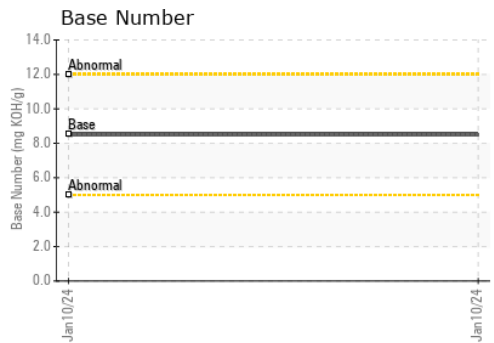 Base Number
14.0
12.0
10.0
8.0
6.0
4.0
2.0
0.0
Base Number (mg KOH/g)
Abnormal
Base
Abnormal
Jan10/24
Jan10/24